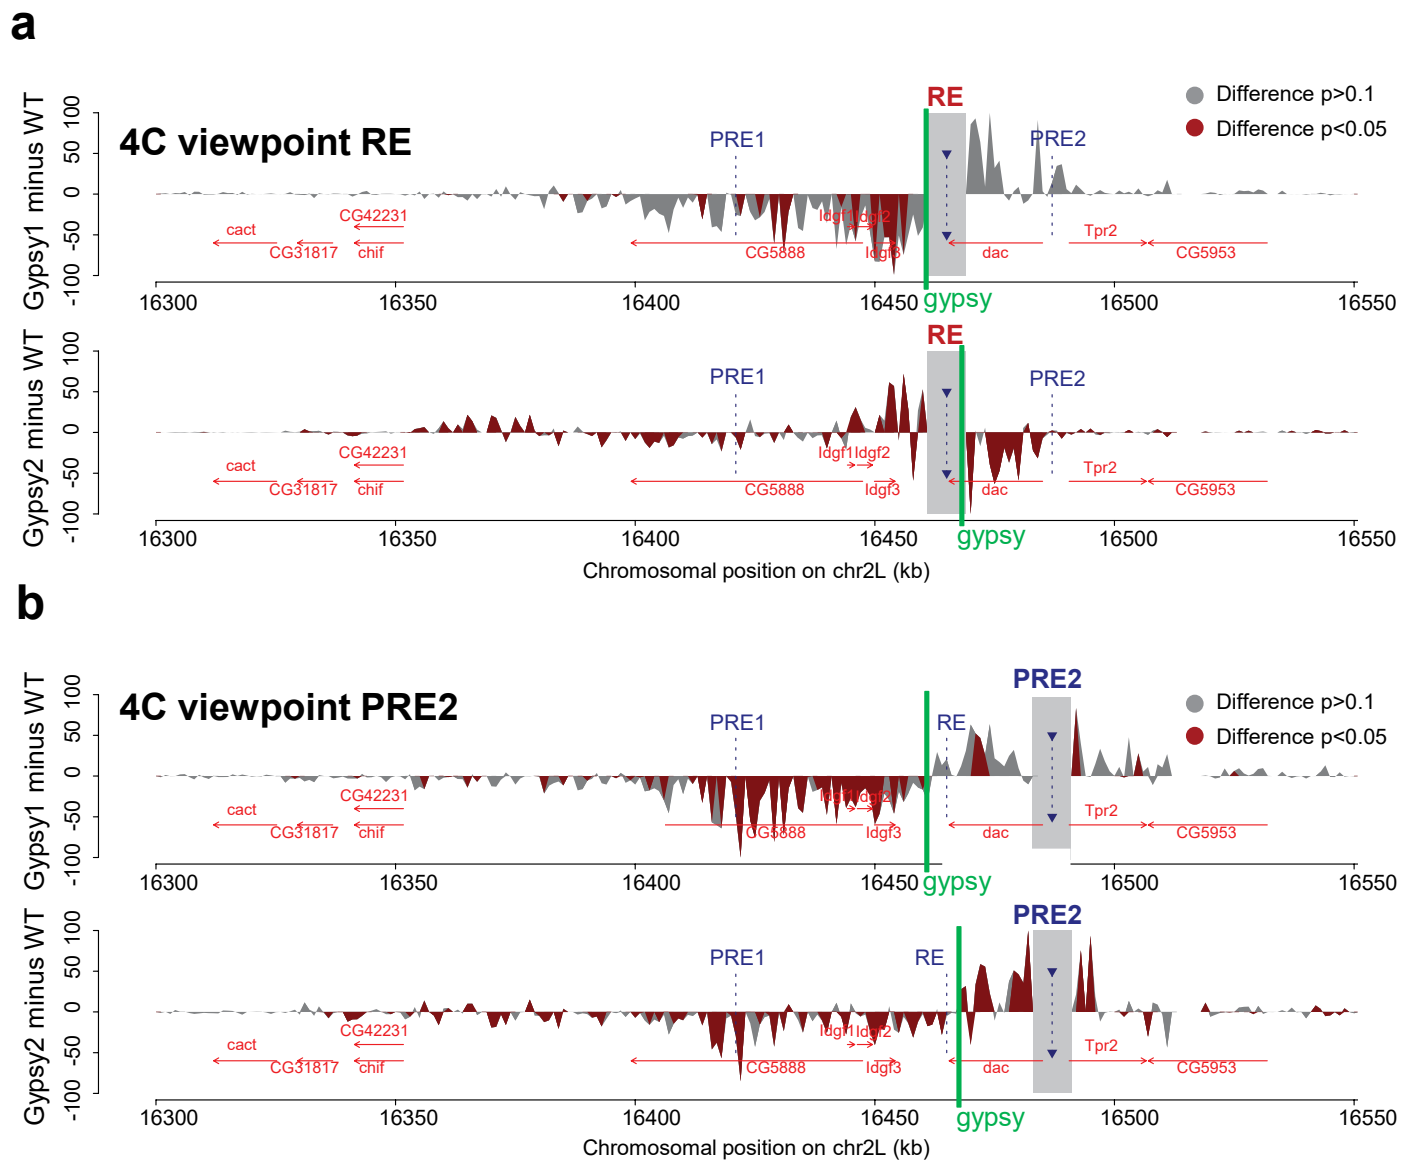 a
RE
Difference p>0.1
Difference p<0.05
4C viewpoint RE
PRE1
PRE2
Gypsy1 minus WT
100
50
0
-50
-100
Idgf1
Idgf2
CG42231
cact
Tpr2
CG31817
chif
CG5888
Idgf3
dac
CG5953
16300
16350
16400
16450
gypsy
16500
16550
RE
PRE1
PRE2
Gypsy2 minus WT
100
50
0
-50
-100
CG42231
Idgf1
Idgf2
cact
Tpr2
CG31817
chif
CG5888
Idgf3
dac
CG5953
16300
16350
16400
16450
gypsy
16500
16550
Chromosomal position on chr2L (kb)
b
PRE2
Difference p>0.1
Difference p<0.05
4C viewpoint PRE2
PRE1
RE
Gypsy1 minus WT
100
50
0
-50
-100
CG42231
Idgf1
Idgf2
cact
Tpr2
CG31817
chif
CG5888
Idgf3
dac
CG5953
16300
16350
16400
16450
gypsy
16500
16550
PRE2
PRE1
RE
Gypsy2 minus WT
100
50
0
-50
-100
CG42231
Idgf1
Idgf2
cact
Tpr2
CG31817
chif
CG5888
Idgf3
dac
CG5953
16300
16350
16400
16450
gypsy
16500
16550
Chromosomal position on chr2L (kb)